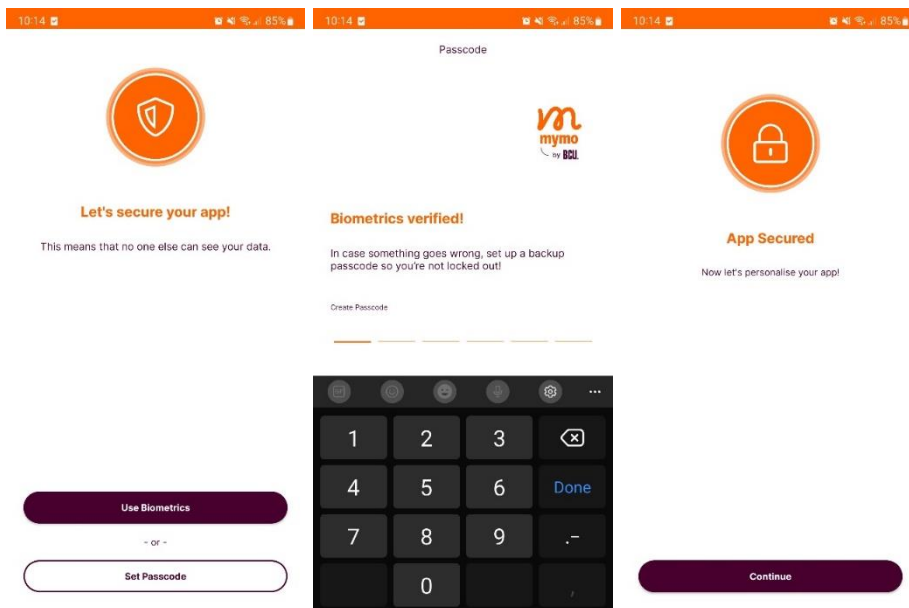 10:14
85%
Let's secure your app!
This means that no one else can see your data.
Use Biometrics
- or -
Set Passcode
10:14
85%
Passcode
mymo
by BCU.
Biometrics verified!
In case something goes wrong, set up a backup
passcode so you're not locked out!
Create Passcode
1 2 3
4 5 6 Done
7 8 9 .-
0 ,
10:14
85%
App Secured
Now let's personalise your app!
Continue